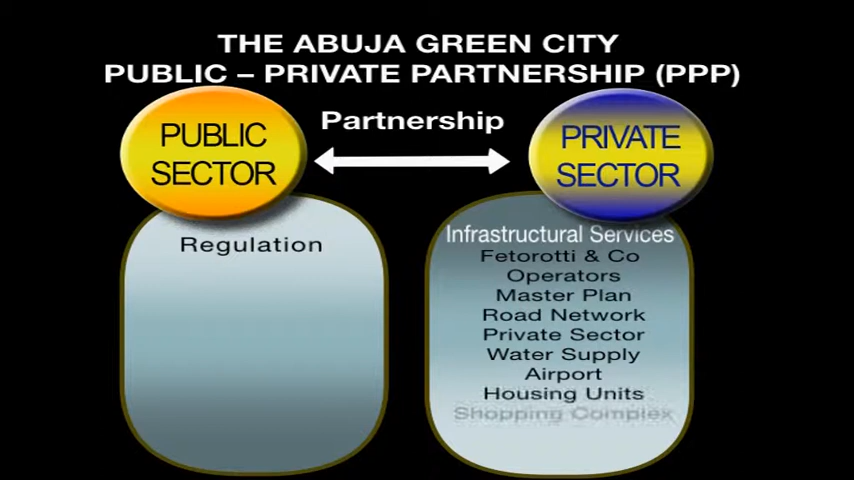 THE ABUJA GREEN CITY
PUBLIC – PRIVATE PARTNERSHIP (PPP)
PUBLIC
SECTOR
Partnership
PRIVATE
SECTOR
Regulation
Infrastructural Services
Fetorotti & Co
Operators
Master Plan
Road Network
Private Sector
Water Supply
Airport
Housing Units
Shopping Complex